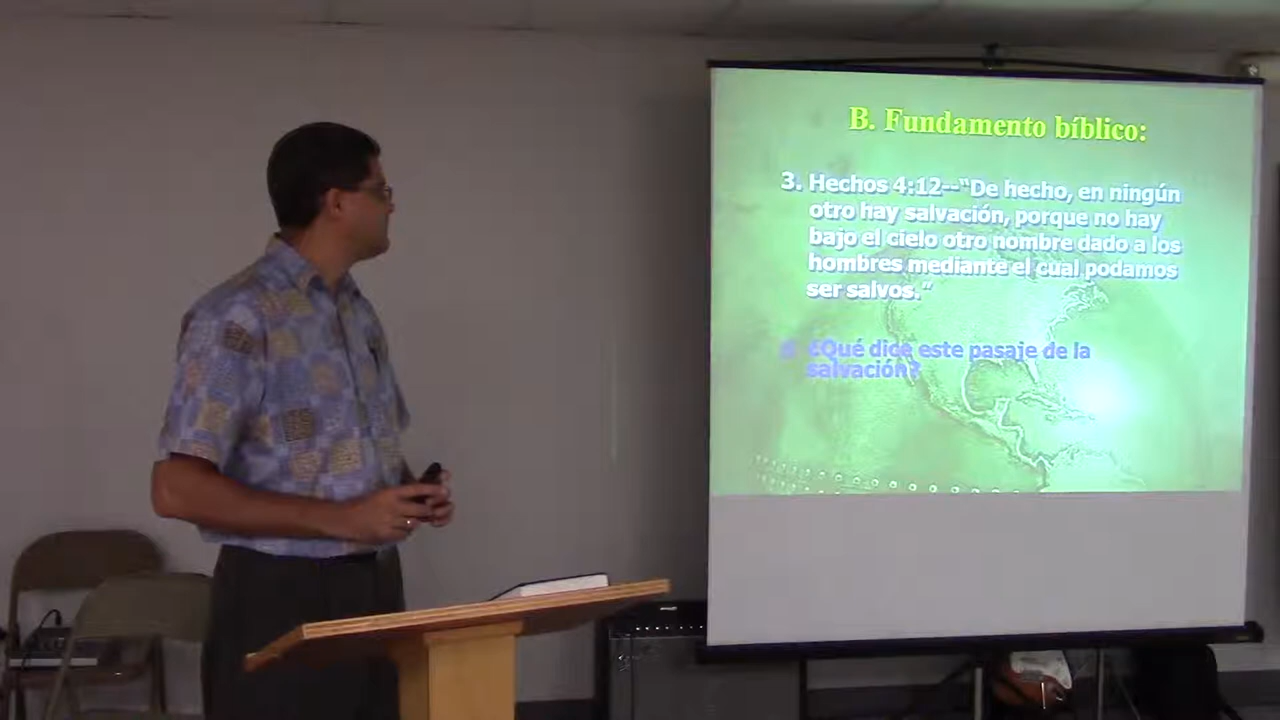 B. Fundamento bíblico:
3. Hechos 4:12--“De hecho, en ningún
otro hay salvación, porque no hay
bajo el cielo otro nombre dado a los
hombres mediante el cual podamos
ser salvos.”
¿Qué dice este pasaje de la
salvación?